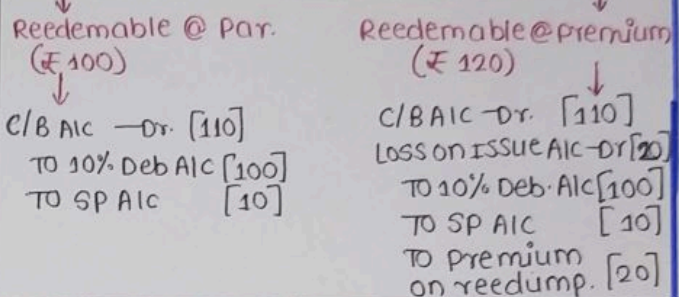 Reedemable @ Par.
(₹ 100)
C/B A/C —Dr. [110]
TO 10% Deb A/C [100]
TO SP A/C [10]
Reedemable @ premium
(₹ 120)
C/B A/C —Dr. [110]
LOSS ON ISSUE A/C —Dr [20]
TO 10% Deb. A/C [100]
TO SP A/C [10]
TO Premium
on reedump. [20]